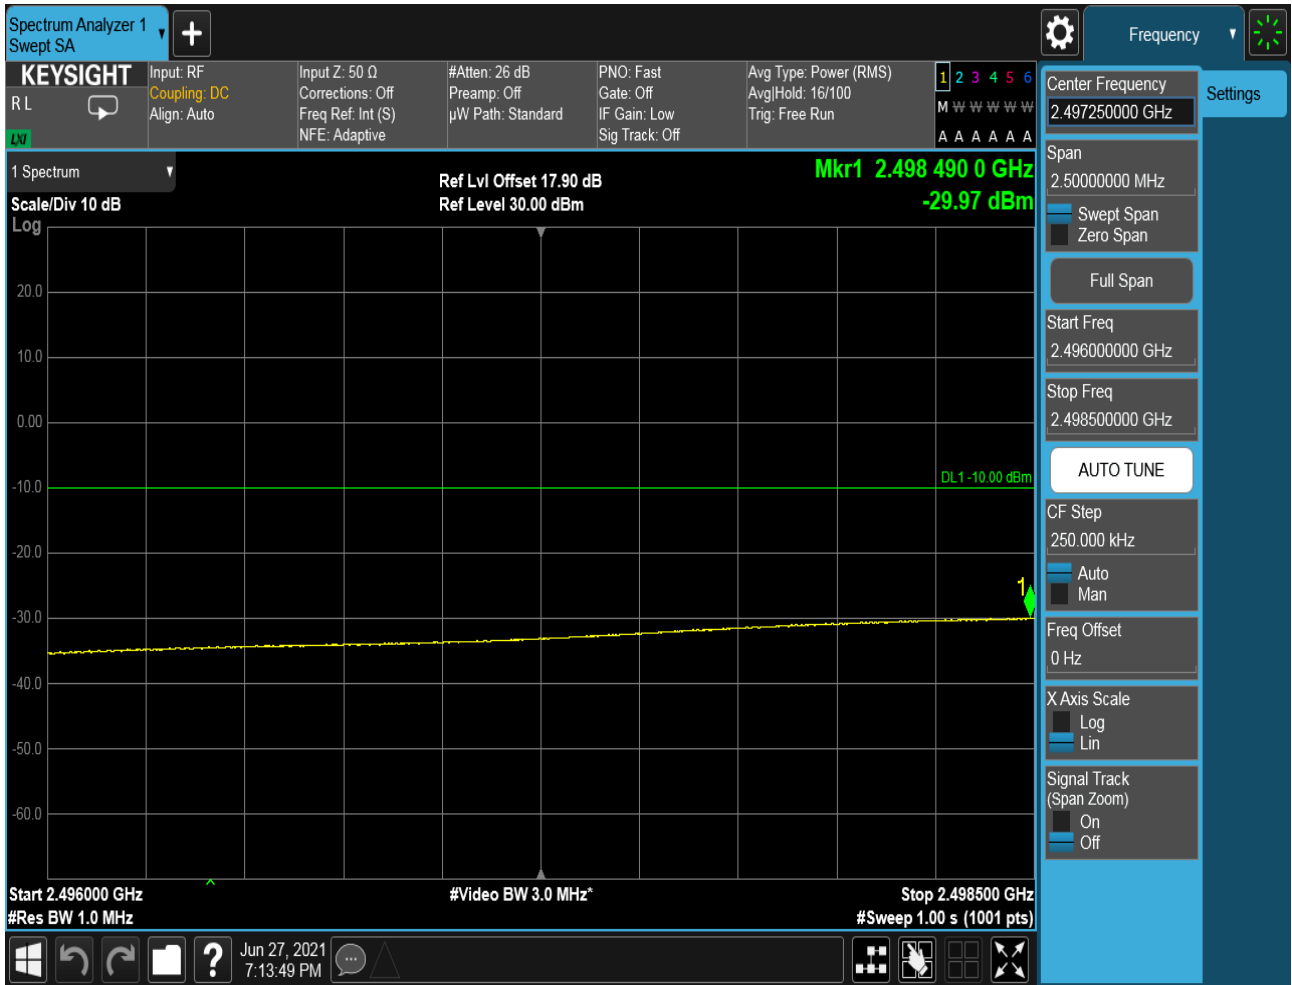 Spectrum Analyzer 1
Swept SA
+
Frequency
KEYSIGHT
R L
LXI
Input: RF
Coupling: DC
Align: Auto
Input Z: 50 Ω
Corrections: Off
Freq Ref: Int (S)
NFE: Adaptive
#Atten: 26 dB
Preamp: Off
µW Path: Standard
PNO: Fast
Gate: Off
IF Gain: Low
Sig Track: Off
Avg Type: Power (RMS)
Avg|Hold: 16/100
Trig: Free Run
1 2 3 4 5 6
M W W W W W
A A A A A A
1 Spectrum
Scale/Div 10 dB
Log
Ref Lvl Offset 17.90 dB
Ref Level 30.00 dBm
Mkr1 2.498 490 0 GHz
-29.97 dBm
20.0
10.0
0.00
-10.0
-20.0
-30.0
-40.0
-50.0
-60.0
DL1 -10.00 dBm
1
Start 2.496000 GHz
#Res BW 1.0 MHz
#Video BW 3.0 MHz*
Stop 2.498500 GHz
#Sweep 1.00 s (1001 pts)
?
Jun 27, 2021
7:13:49 PM
Center Frequency
2.497250000 GHz
Settings
Span
2.50000000 MHz
Swept Span
Zero Span
Full Span
Start Freq
2.496000000 GHz
Stop Freq
2.498500000 GHz
AUTO TUNE
CF Step
250.000 kHz
Auto
Man
Freq Offset
0 Hz
X Axis Scale
Log
Lin
Signal Track
(Span Zoom)
On
Off